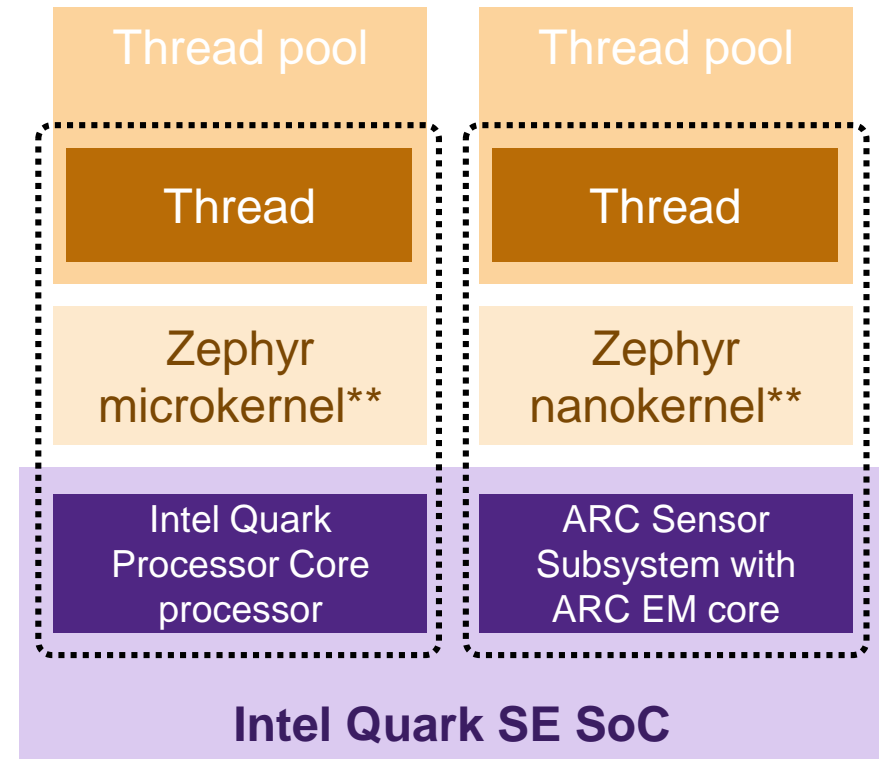 Thread pool
Thread
Zephyr
microkernel**
Intel Quark
Processor Core
processor
Thread pool
Thread
Zephyr
nanokernel**
ARC Sensor
Subsystem with
ARC EM core
Intel Quark SE SoC